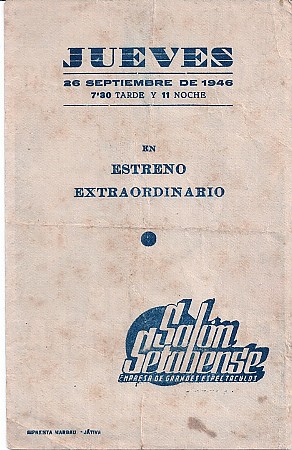 JUEVES
26 SEPTIEMBRE DE 1946
7'30 TARDE Y 11 NOCHE
EN
ESTRENO
EXTRAORDINARIO
Salón
Setabense
EMPRESA DE GRANDES ESPECTACULOS
IMPRENTA MARBAU - JÁTIVA